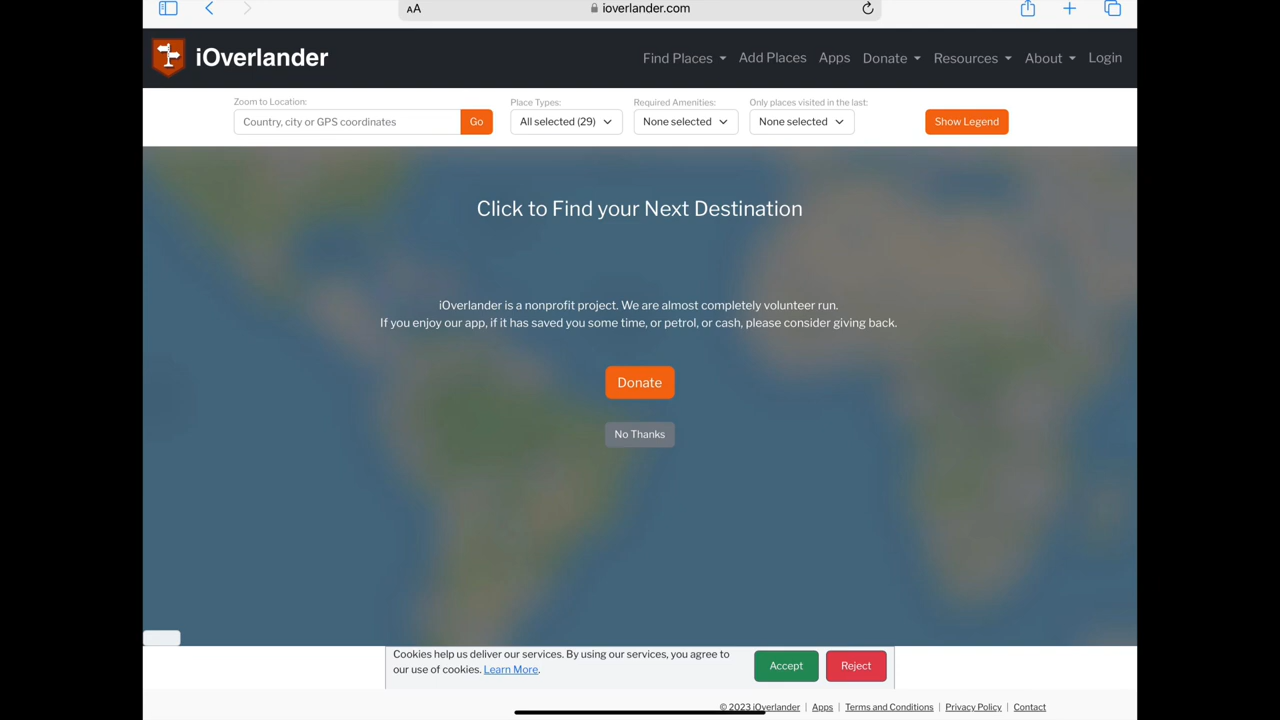 AA
ioverlander.com
iOverlander
Find Places
Add Places
Apps
Donate
Resources
About
Login
Zoom to Location:
Country, city or GPS coordinates
Go
Place Types:
All selected (29)
Required Amenities:
None selected
Only places visited in the last:
None selected
Show Legend
Click to Find your Next Destination
iOverlander is a nonprofit project. We are almost completely volunteer run.
If you enjoy our app, if it has saved you some time, or petrol, or cash, please consider giving back.
Donate
No Thanks
Cookies help us deliver our services. By using our services, you agree to
our use of cookies. Learn More.
Accept
Reject
© 2023 iOverlander | Apps | Terms and Conditions | Privacy Policy | Contact